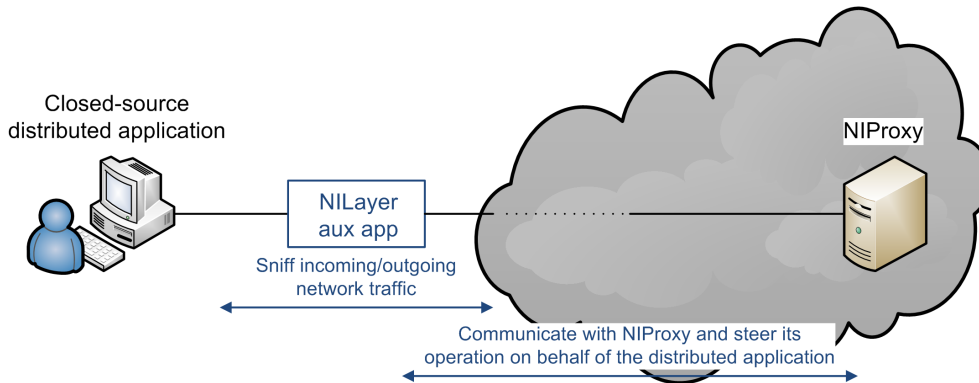 Closed-source
distributed application
NIProxy
NILayer
aux app
Sniff incoming/outgoing
network traffic
Communicate with NIProxy and steer its
operation on behalf of the distributed application